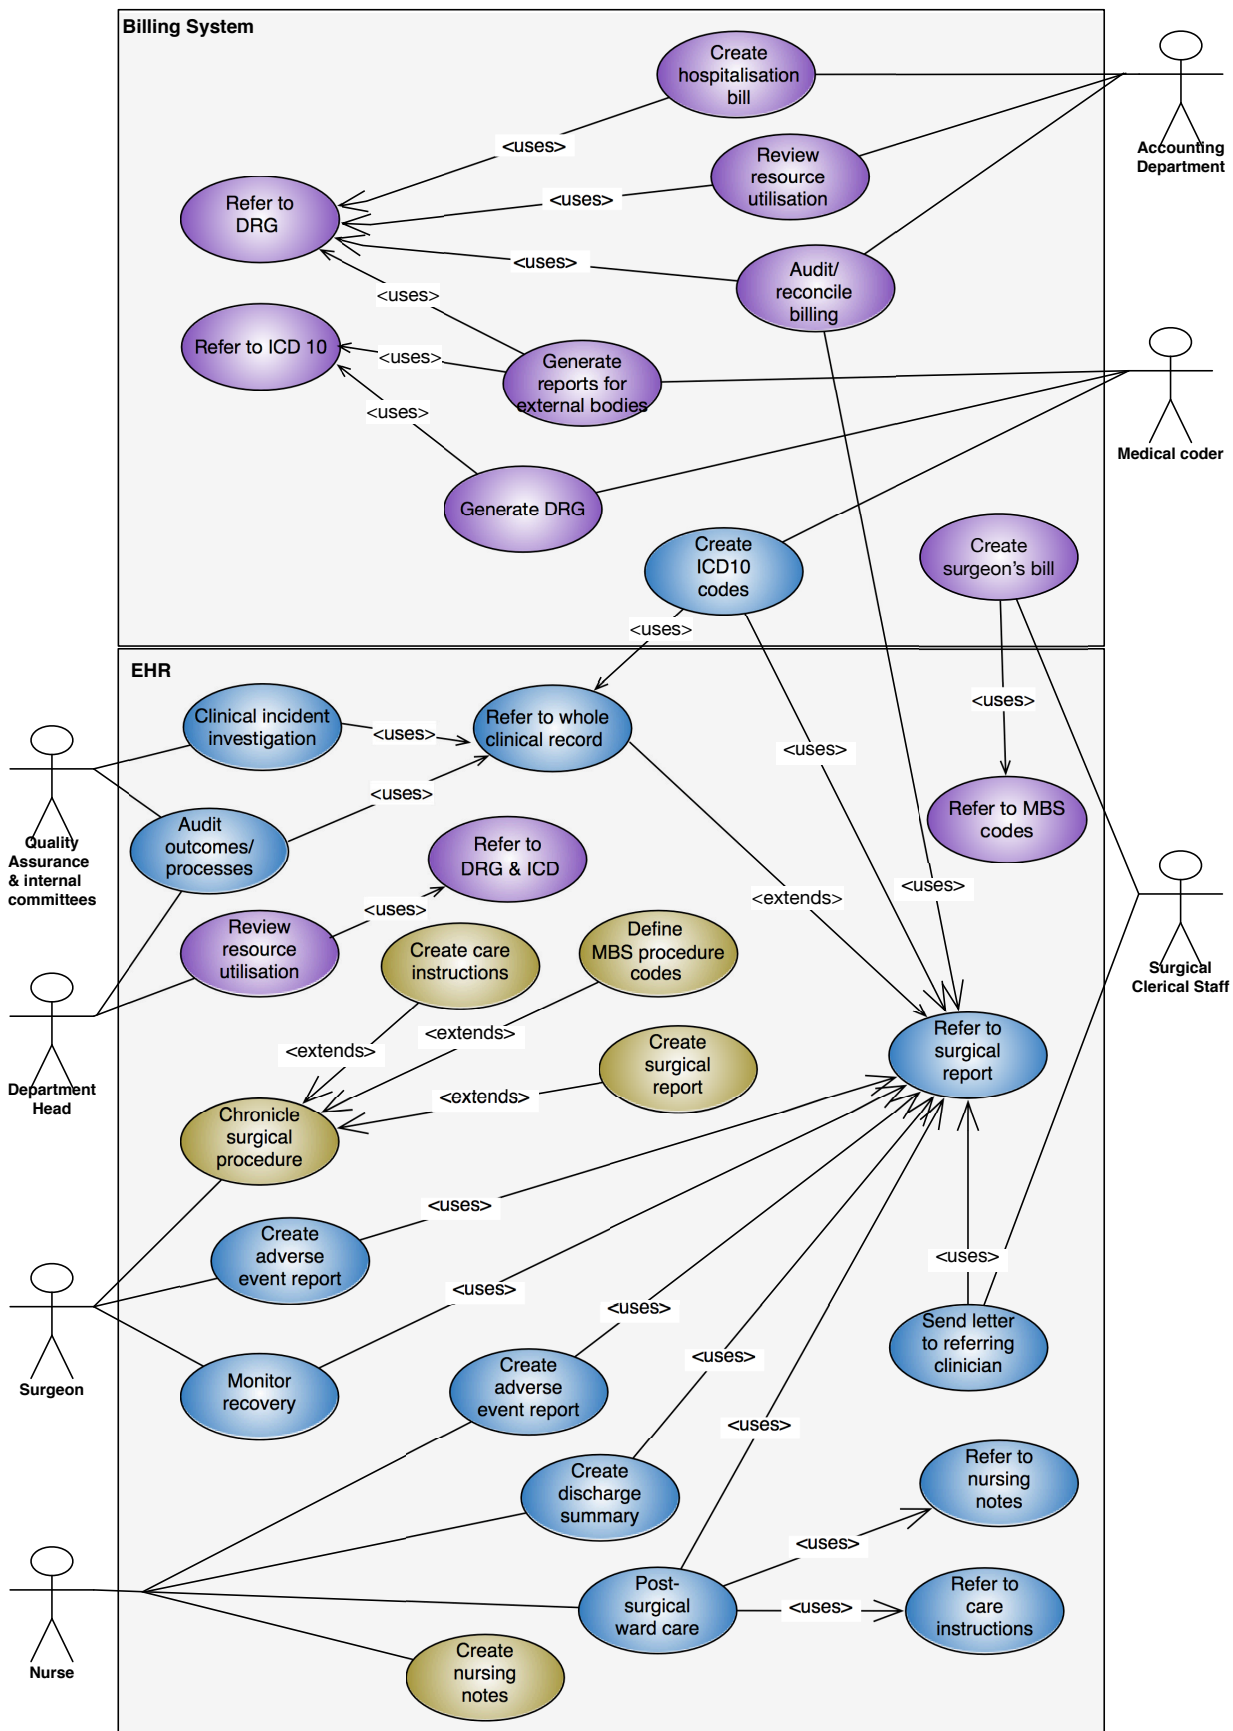 Billing System
Create
hospitalisation
bill
Accounting
Department
<uses>
Review
resource
utilisation
<uses>
Refer to
DRG
<uses>
Audit/
reconcile
billing
<uses>
Refer to ICD 10
<uses>
Generate
reports for
external bodies
<uses>
Medical coder
Generate DRG
Create
ICD10
codes
Create
surgeon's bill
<uses>
EHR
Clinical incident
investigation
<uses>
Refer to whole
clinical record
<uses>
<uses>
<uses>
Refer to MBS
codes
Quality
Assurance
& internal
committees
Audit
outcomes/
processes
Refer to
DRG & ICD
<uses>
<extends>
<uses>
Review
resource
utilisation
Create care
instructions
Define
MBS procedure
codes
Surgical
Clerical Staff
<extends>
<extends>
Create
surgical
report
Refer to
surgical
report
Department
Head
<extends>
Chronicle
surgical
procedure
<uses>
Create
adverse
event report
<uses>
<uses>
<uses>
Send letter
to referring
clinician
<uses>
Surgeon
Monitor
recovery
Create
adverse
event report
<uses>
Create
discharge
summary
Refer to
nursing
notes
<uses>
Post-
surgical
ward care
<uses>
Refer to
care
instructions
Nurse
Create
nursing
notes